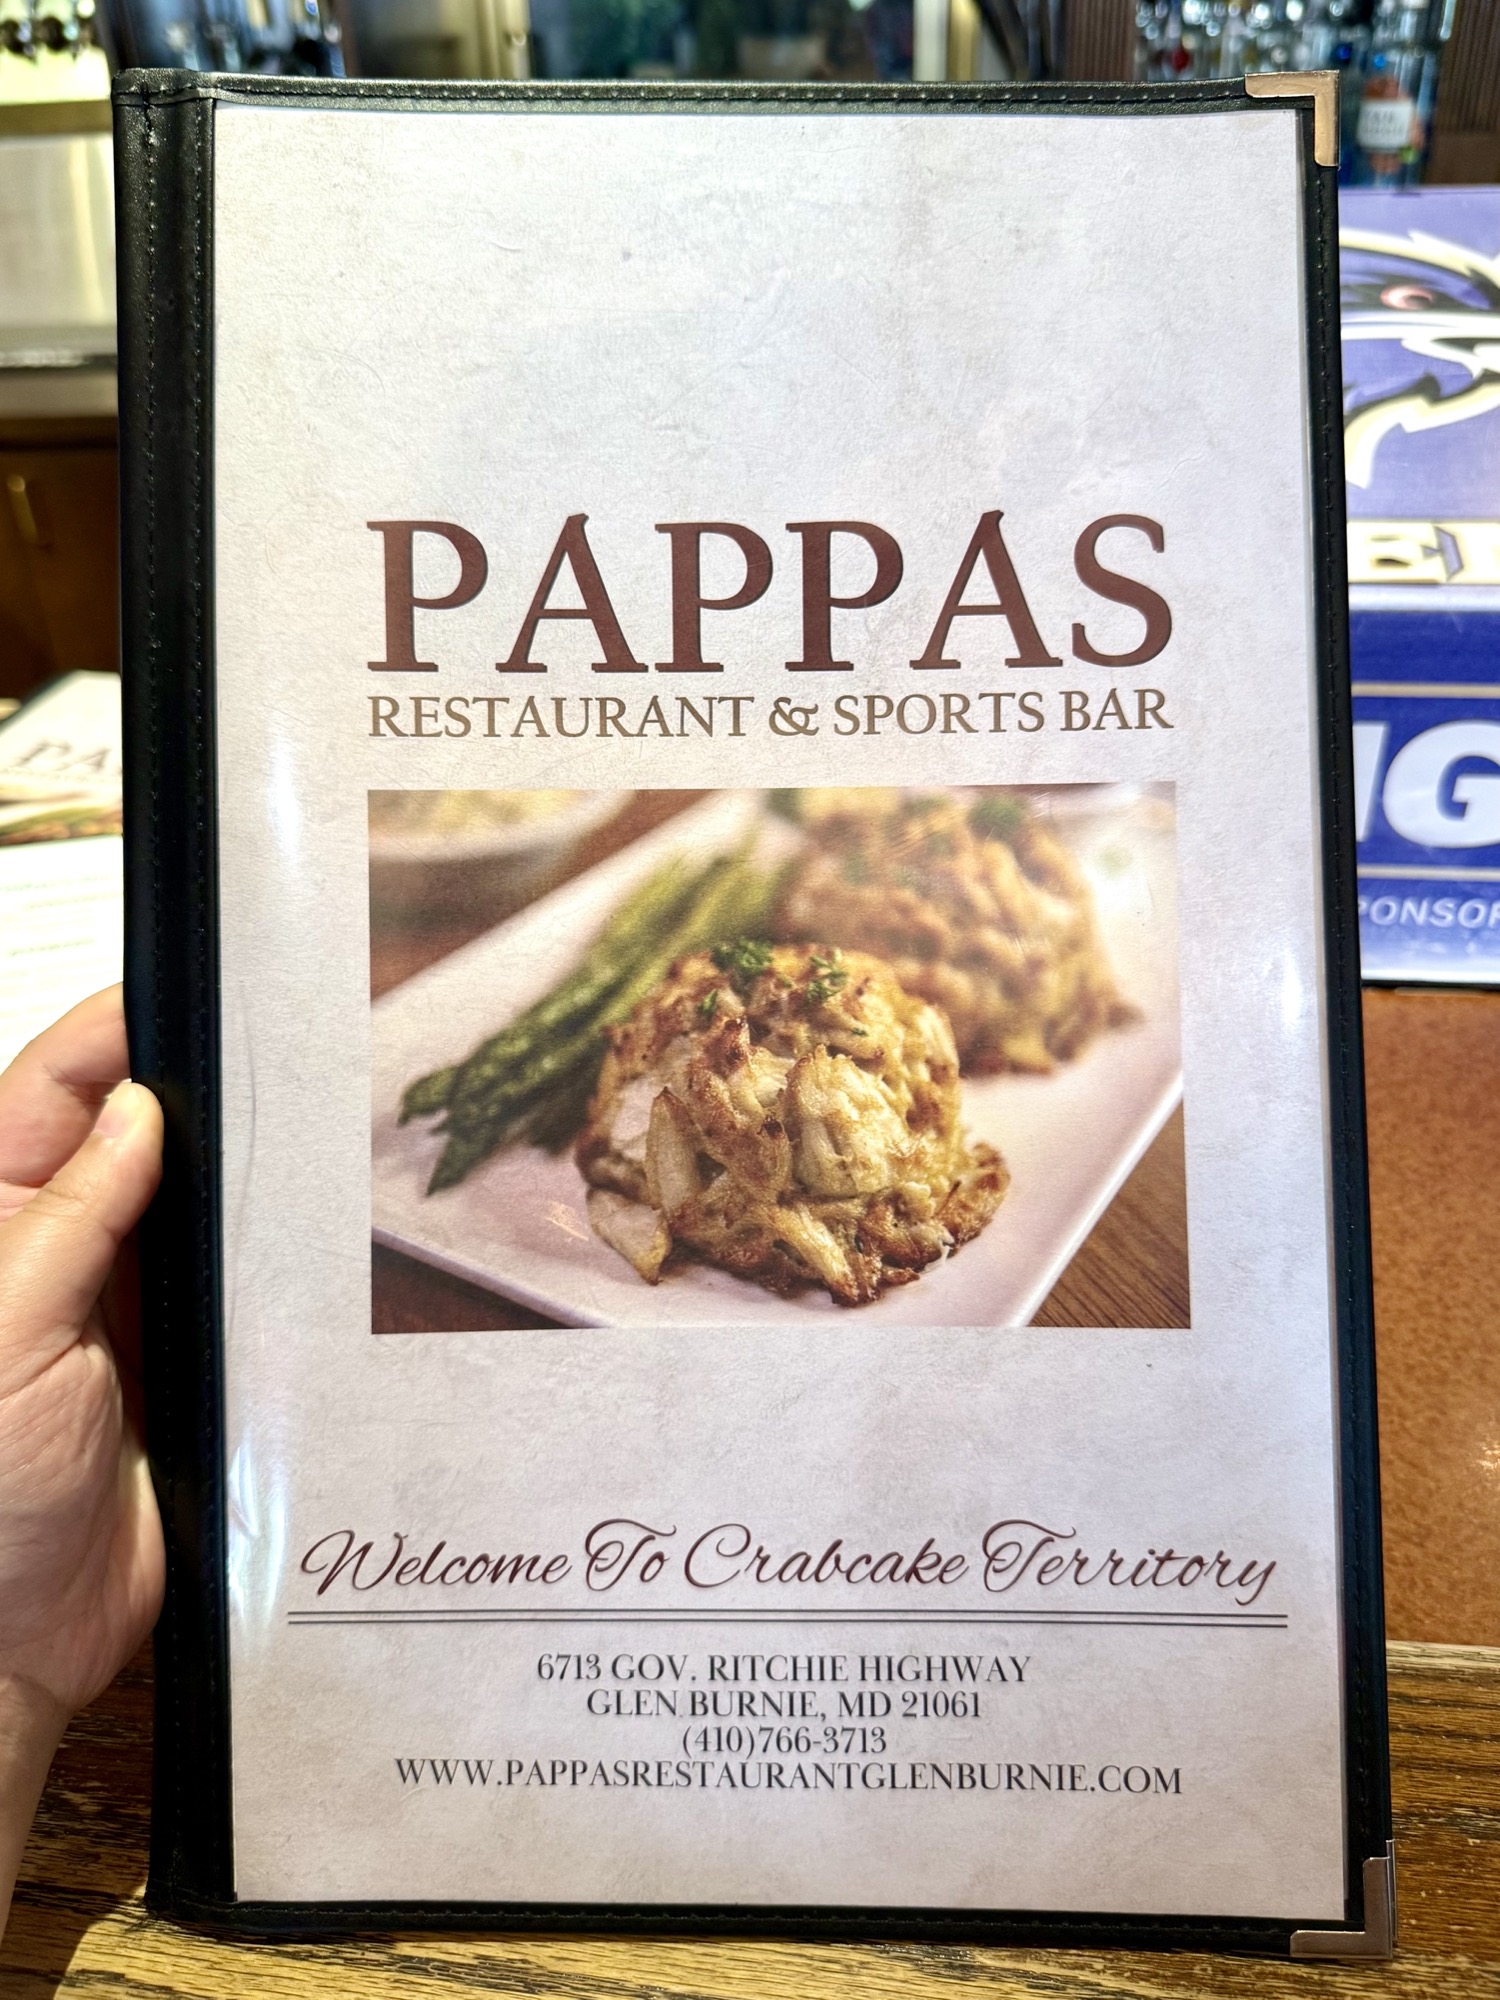 PAPPAS
RESTAURANT & SPORTS BAR
Welcome To Crabcake Territory
6713 GOV. RITCHIE HIGHWAY
GLEN BURNIE, MD 21061
(410)766-3713
WWW.PAPPASRESTAURANTGLENBURNIE.COM